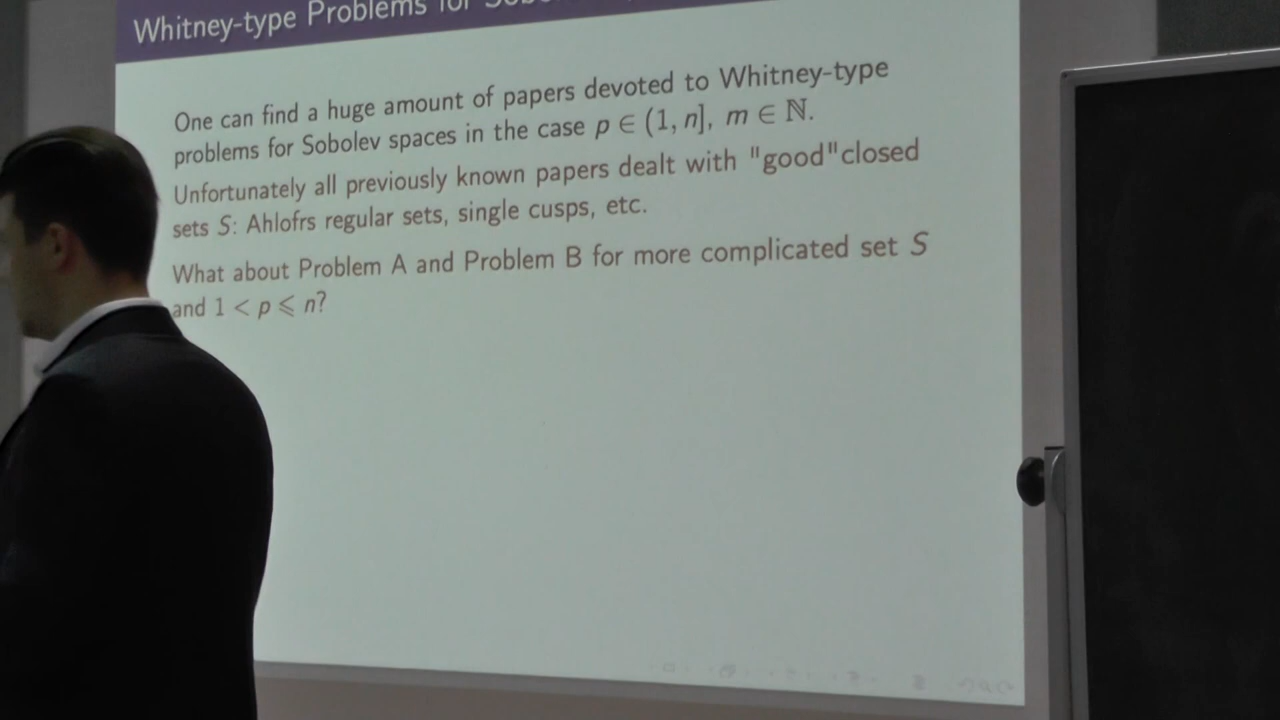 Whitney-type Problems for
One can find a huge amount of papers devoted to Whitney-type
problems for Sobolev spaces in the case p ∈ (1, n], m ∈ ℕ.
Unfortunately all previously known papers dealt with "good"closed
sets S: Ahlofrs regular sets, single cusps, etc.
What about Problem A and Problem B for more complicated set S
and 1 < p ⩽ n?